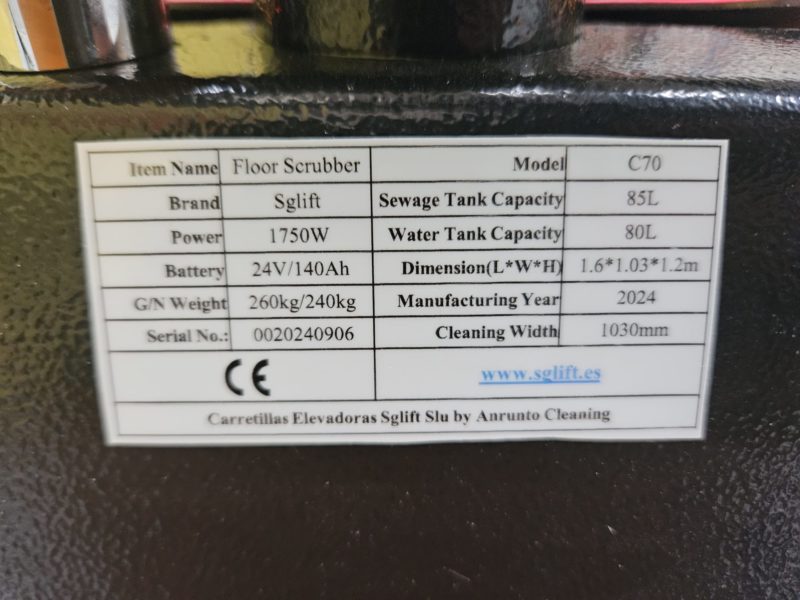 Item Name Floor Scrubber Model C70
Brand Sglift Sewage Tank Capacity 85L
Power 1750W Water Tank Capacity 80L
Battery 24V/140Ah Dimension(L*W*H) 1.6*1.03*1.2m
G/N Weight 260kg/240kg Manufacturing Year 2024
Serial No.: 0020240906 Cleaning Width 1030mm
CE www.sglift.es
Carretillas Elevadoras Sglift Slu by Anrunto Cleaning